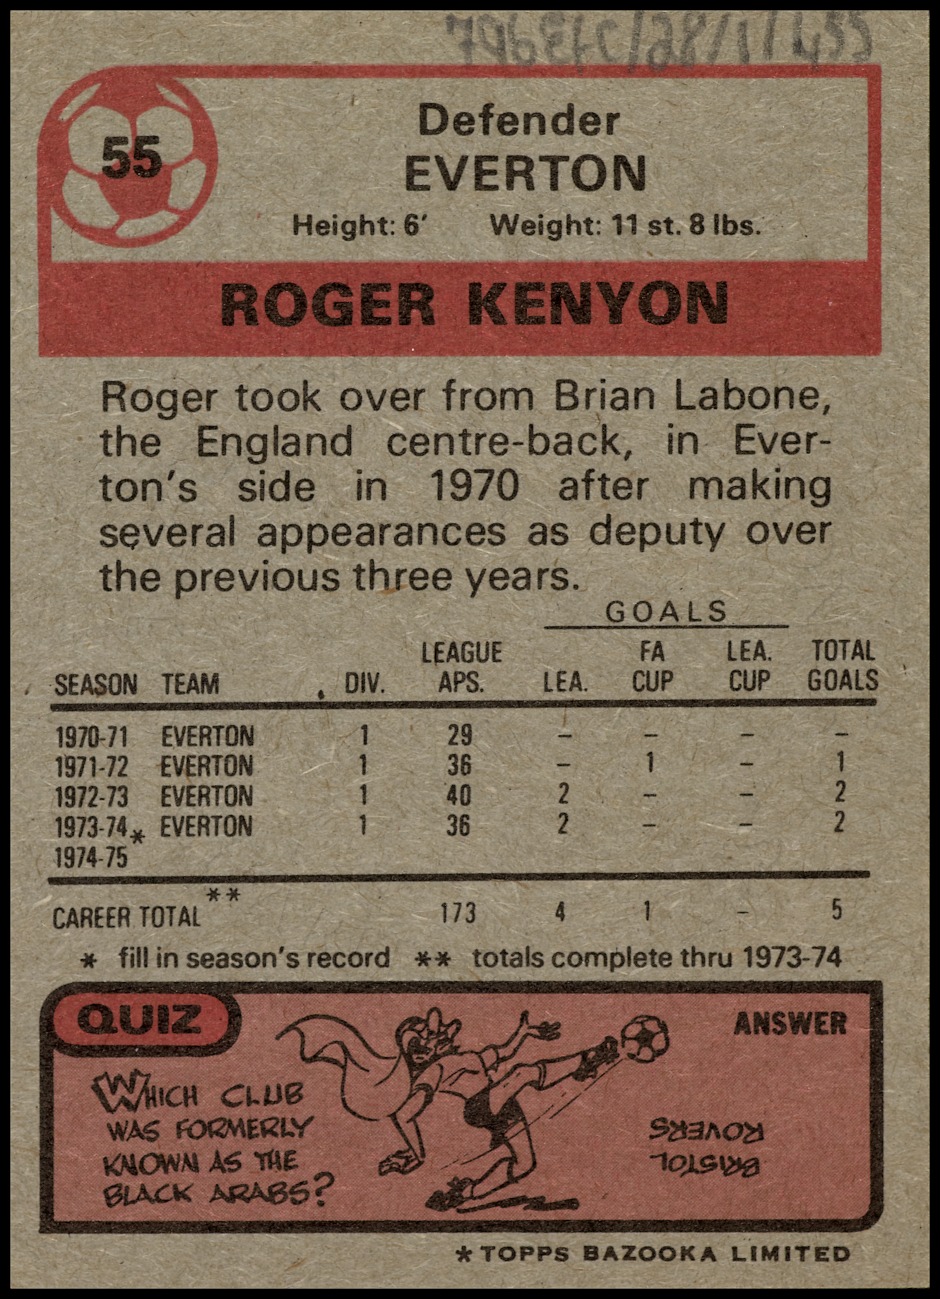 796EFC/28/1/1/455
55
Defender
EVERTON
Height: 6' Weight: 11 st. 8 lbs.
ROGER KENYON
Roger took over from Brian Labone,
the England centre-back, in Ever-
ton's side in 1970 after making
several appearances as deputy over
the previous three years.
GOALS
LEAGUE FA LEA. TOTAL
SEASON TEAM DIV. APS. LEA. CUP CUP GOALS
1970-71 EVERTON 1 29 – – – –
1971-72 EVERTON 1 36 – 1 – 1
1972-73 EVERTON 1 40 2 – – 2
1973-74 EVERTON 1 36 2 – – 2
1974-75*
CAREER TOTAL** 173 4 1 – 5
* fill in season's record ** totals complete thru 1973-74
QUIZ
ANSWER
WHICH CLUB
WAS FORMERLY
KNOWN AS THE
BLACK ARABS?
BRISTOL
ROVERS
*TOPPS BAZOOKA LIMITED